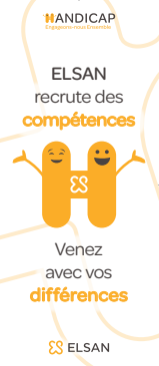 HANDICAP
Engageons-nous Ensemble
ELSAN
recrute des
compétences
Venez
avec vos
différences
ELSAN